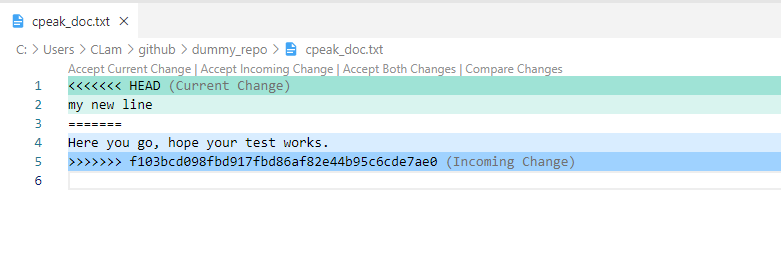 cpeak_doc.txt ×
C: > Users > CLam > github > dummy_repo > cpeak_doc.txt
Accept Current Change | Accept Incoming Change | Accept Both Changes | Compare Changes
1 <<<<<<< HEAD (Current Change)
2 my new line
3 =======
4 Here you go, hope your test works.
5 >>>>>>> f103bcd098fbd917fbd86af82e44b95c6cde7ae0 (Incoming Change)
6